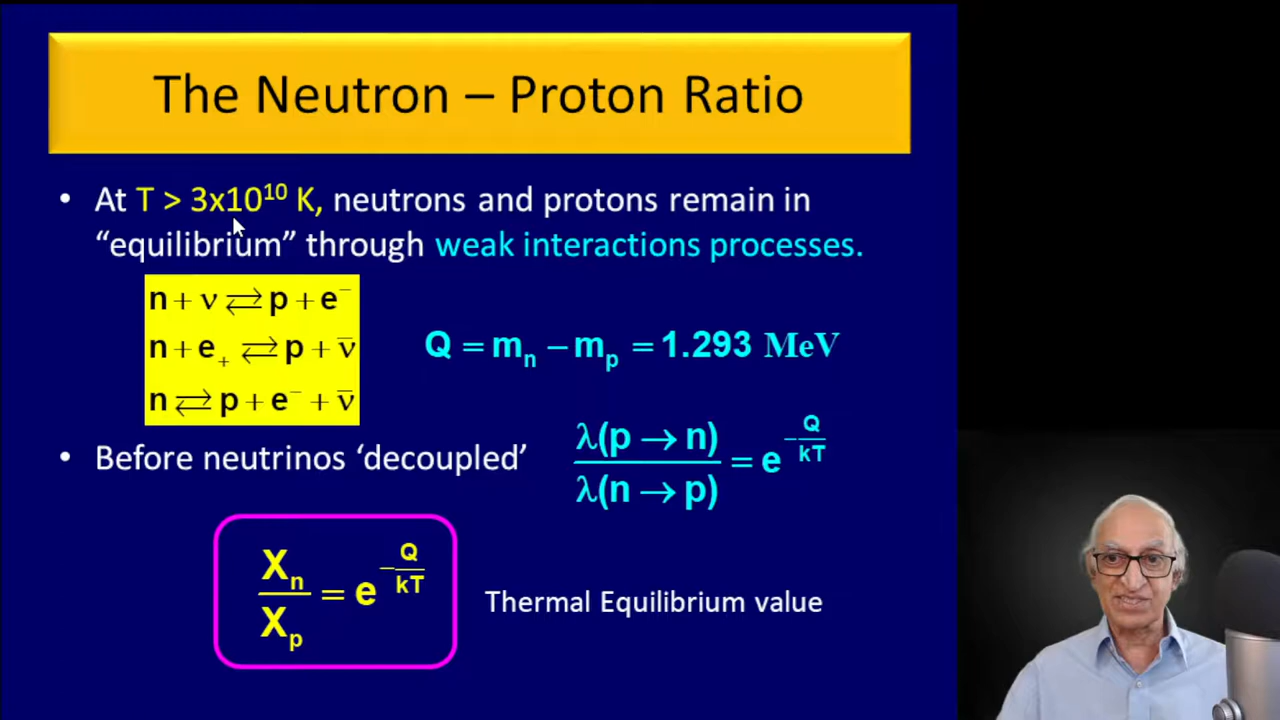 The Neutron – Proton Ratio
• At T > 3x10¹⁰ K, neutrons and protons remain in
“equilibrium” through weak interactions processes.
n + ν ⇄ p + e⁻
n + e₊ ⇄ p + ν̄
n ⇄ p + e⁻ + ν̄
Q = mₙ − mₚ = 1.293 MeV
• Before neutrinos ‘decoupled’
λ(p → n) / λ(n → p) = e^(−Q/kT)
Xₙ / Xₚ = e^(−Q/kT)
Thermal Equilibrium value